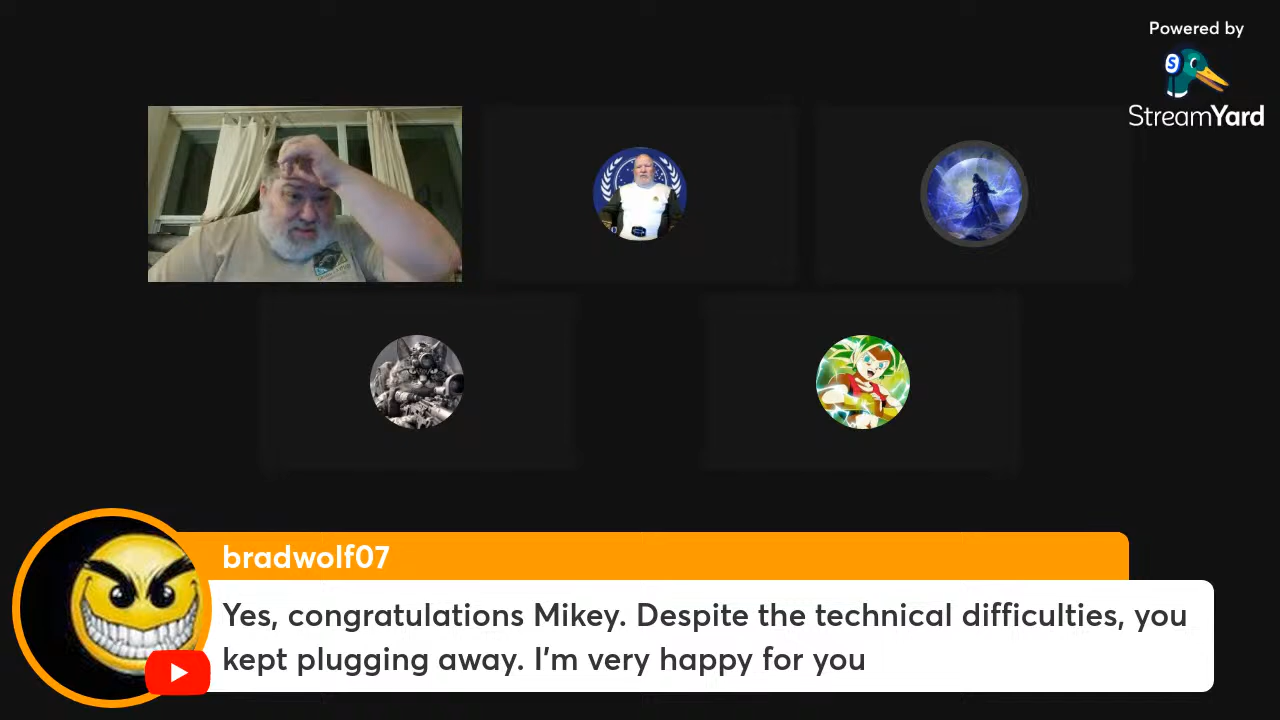 Powered by
S
StreamYard
bradwolf07
Yes, congratulations Mikey. Despite the technical difficulties, you
kept plugging away. I'm very happy for you